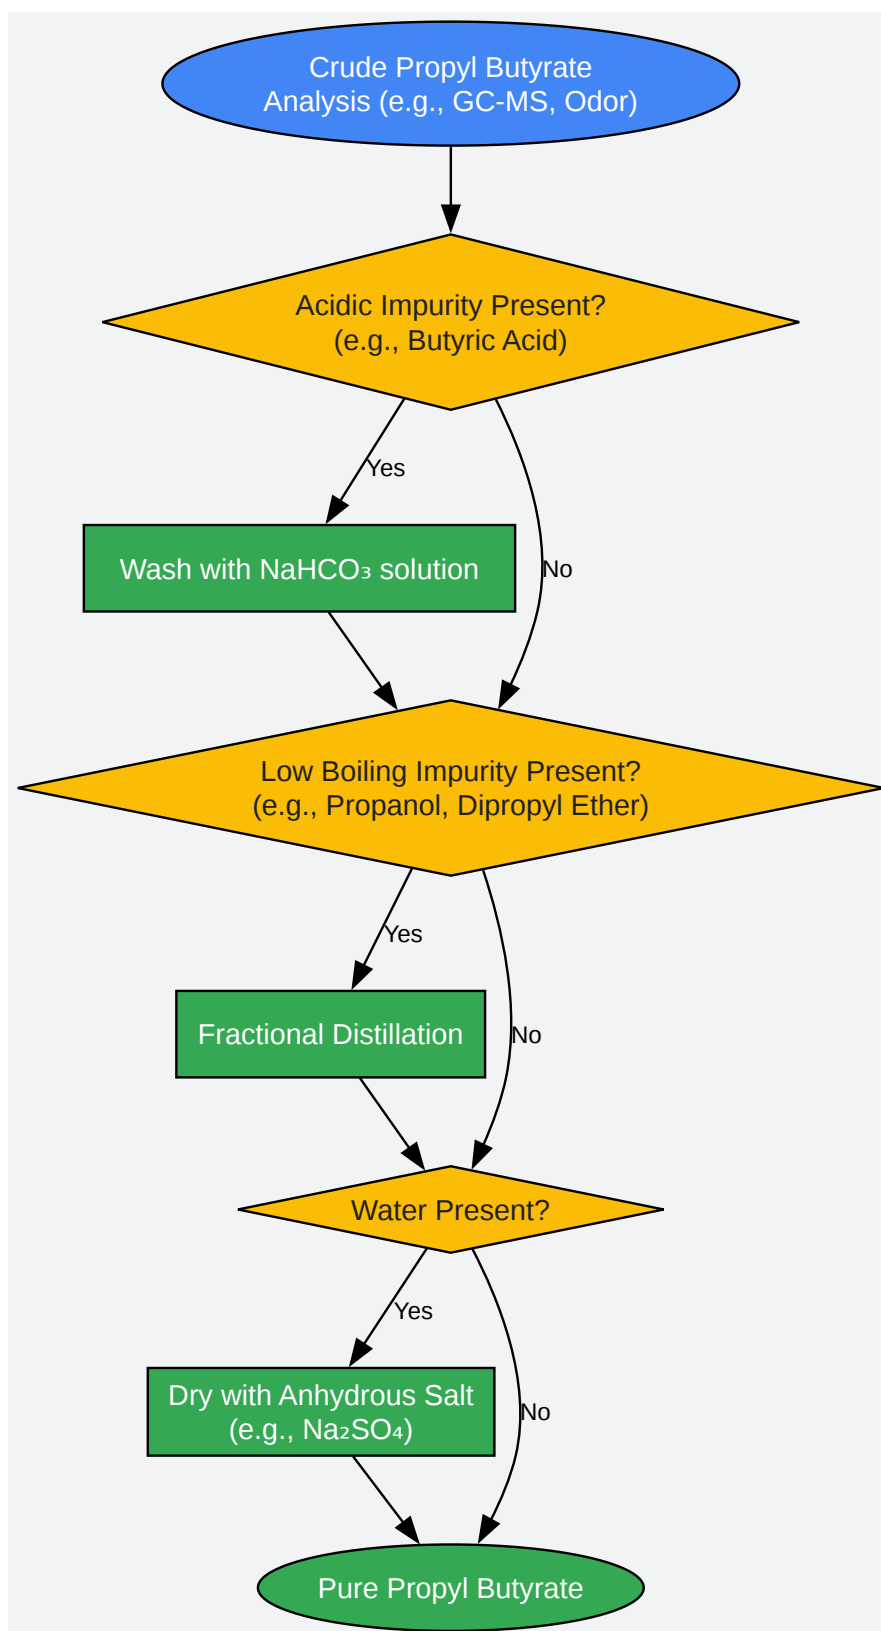 Crude Propyl Butyrate
Analysis (e.g., GC-MS, Odor)
Acidic Impurity Present?
(e.g., Butyric Acid)
Yes
Wash with NaHCO₃ solution
No
Low Boiling Impurity Present?
(e.g., Propanol, Dipropyl Ether)
Yes
Fractional Distillation
No
Water Present?
Yes
Dry with Anhydrous Salt
(e.g., Na₂SO₄)
No
Pure Propyl Butyrate